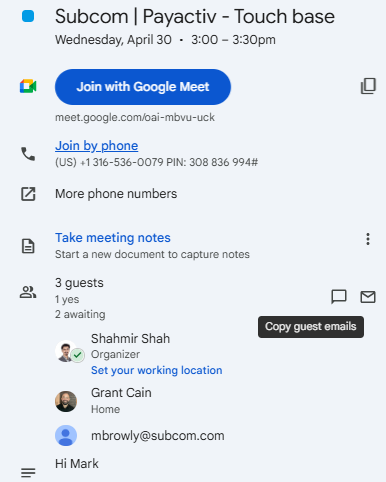 Subcom | Payactiv - Touch base
Wednesday, April 30 • 3:00 – 3:30pm
Join with Google Meet
meet.google.com/oai-mbvu-uck
Join by phone
(US) +1 316-536-0079 PIN: 308 836 994#
More phone numbers
Take meeting notes
Start a new document to capture notes
3 guests
1 yes
2 awaiting
Copy guest emails
Shahmir Shah
Organizer
Set your working location
Grant Cain
Home
mbrowly@subcom.com
Hi Mark